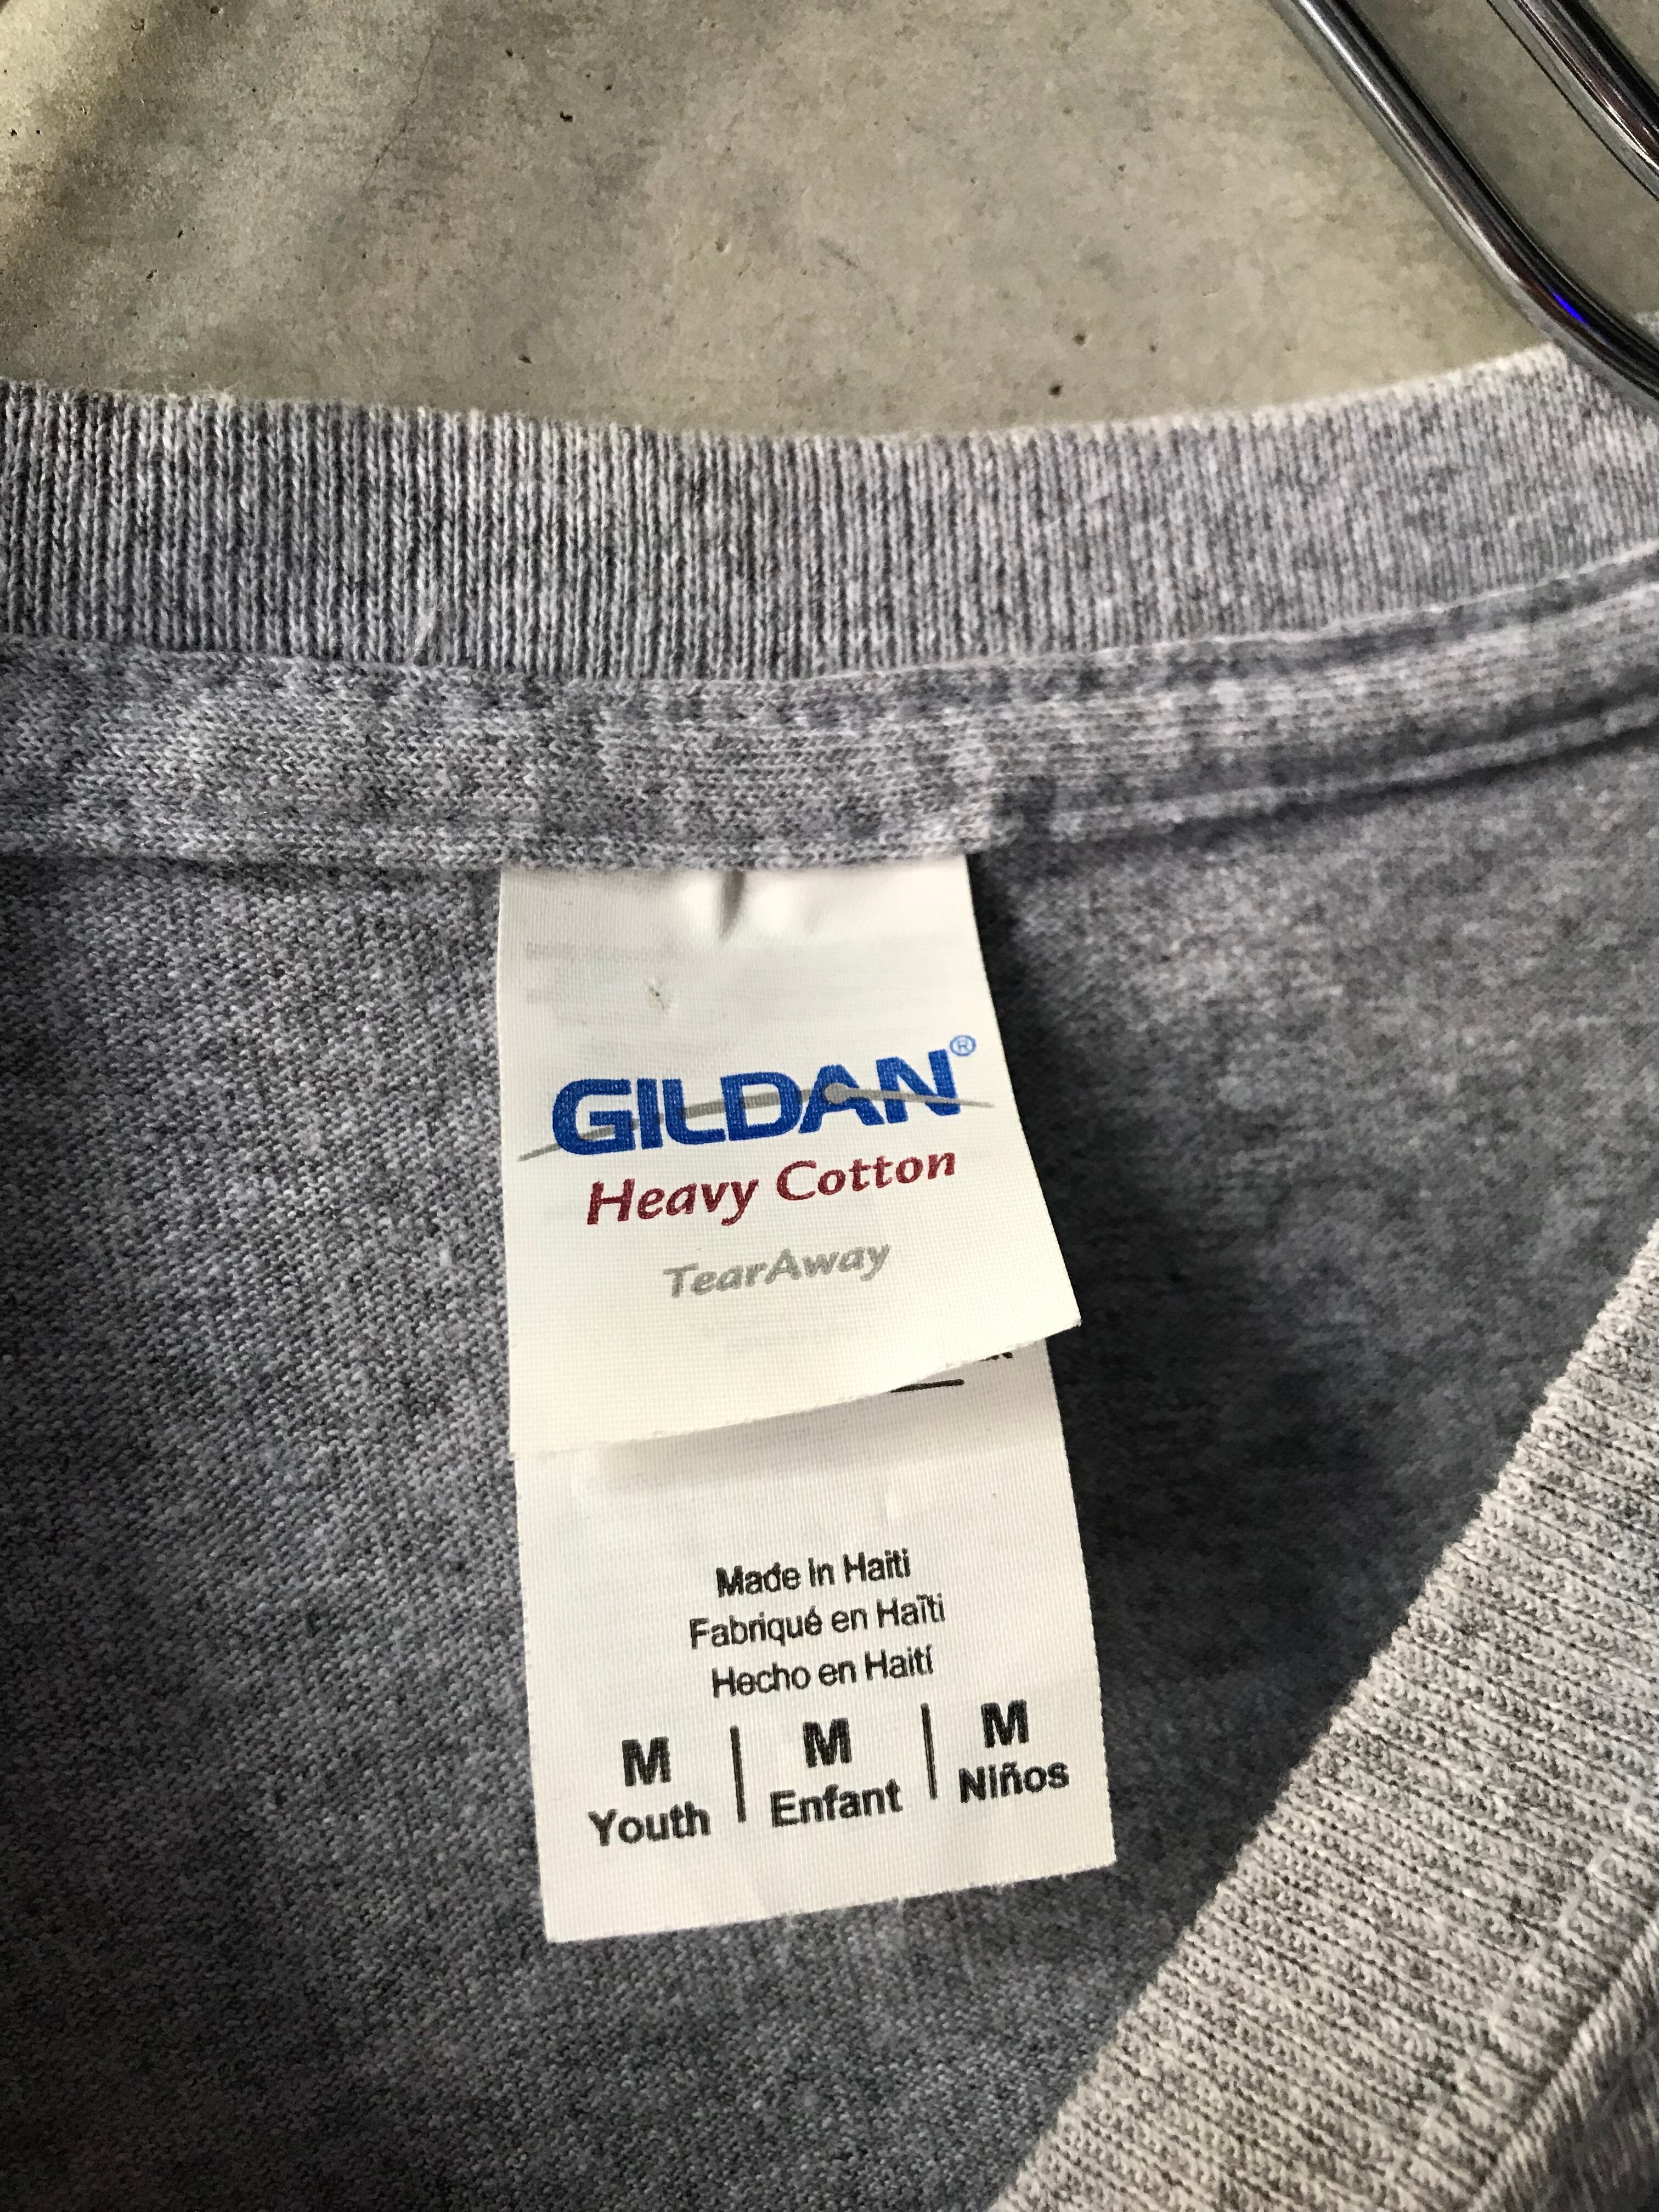 GILDAN®
Heavy Cotton
TearAway
Made in Haiti
Fabriqué en Haïti
Hecho en Haití
M | M | M
Youth | Enfant | Niños